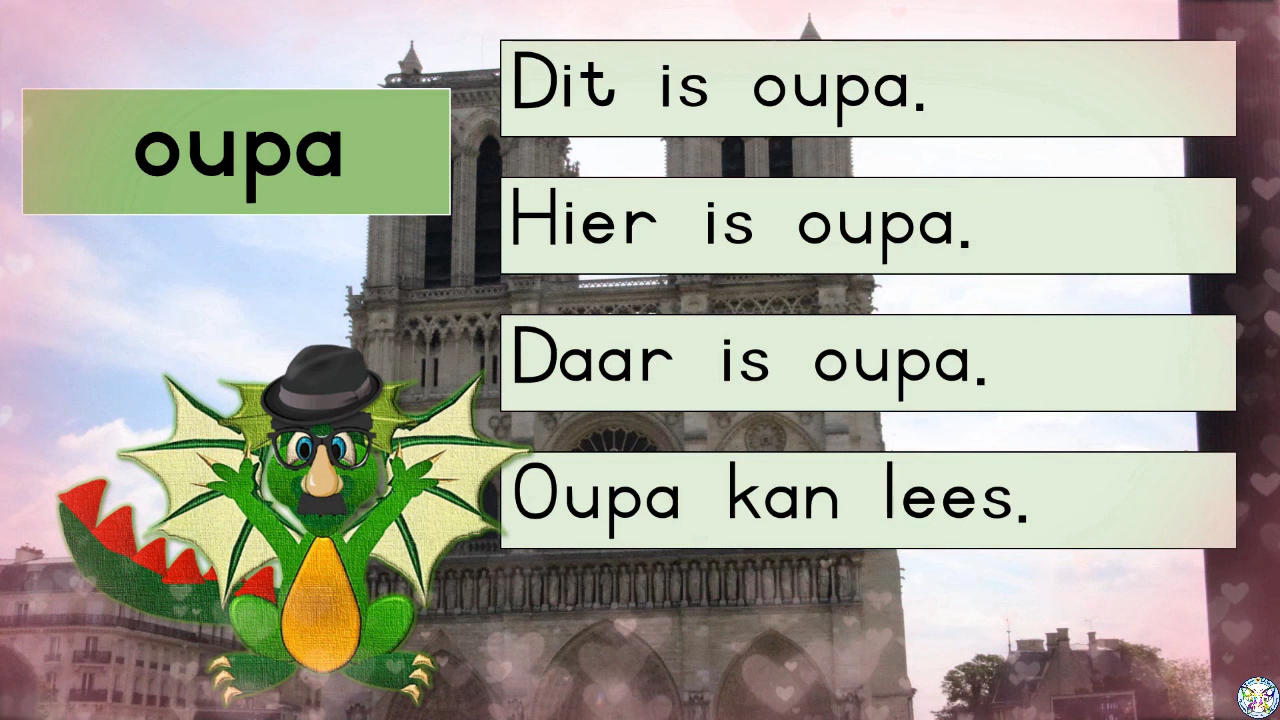 oupa
Dit is oupa.
Hier is oupa.
Daar is oupa.
Oupa kan lees.